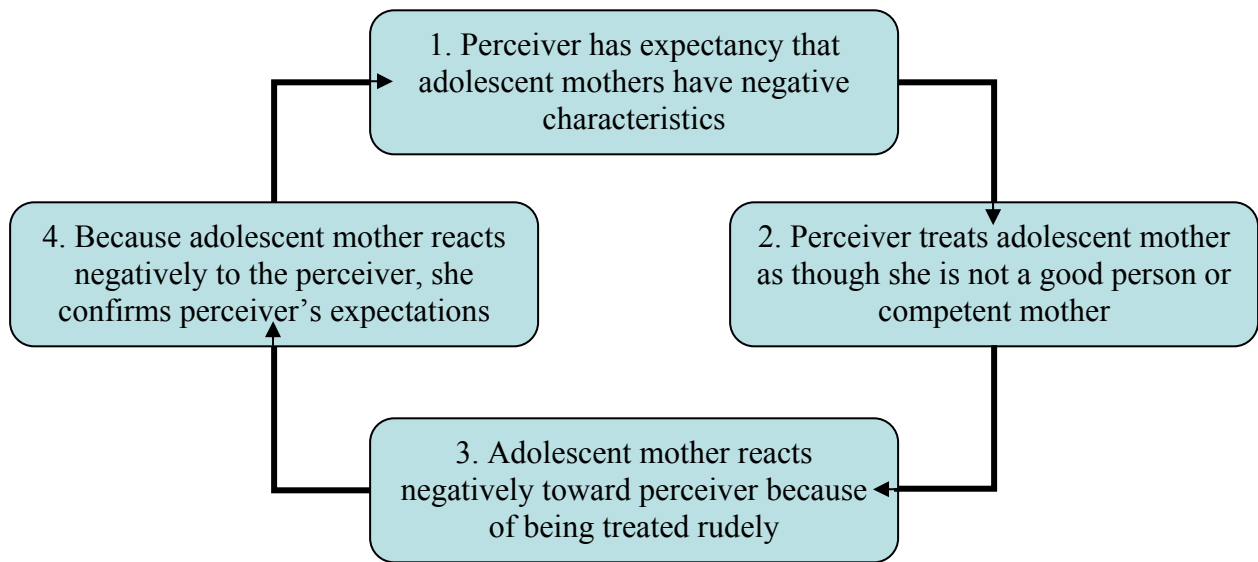 1. Perceiver has expectancy that
adolescent mothers have negative
characteristics
2. Perceiver treats adolescent mother
as though she is not a good person or
competent mother
3. Adolescent mother reacts
negatively toward perceiver because
of being treated rudely
4. Because adolescent mother reacts
negatively to the perceiver, she
confirms perceiver’s expectations